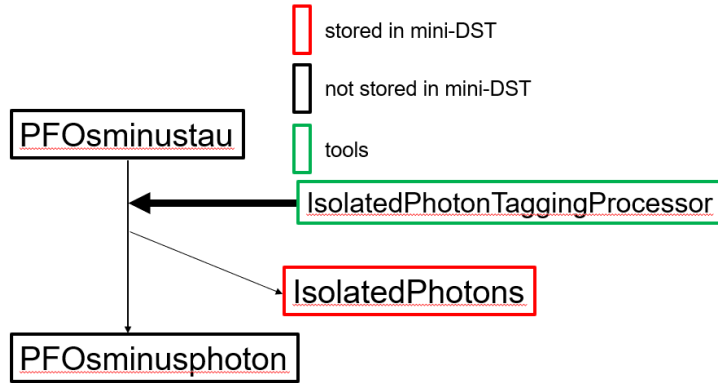 stored in mini-DST
not stored in mini-DST
PFOsminustau
tools
IsolatedPhotonTaggingProcessor
IsolatedPhotons
PFOsminusphoton